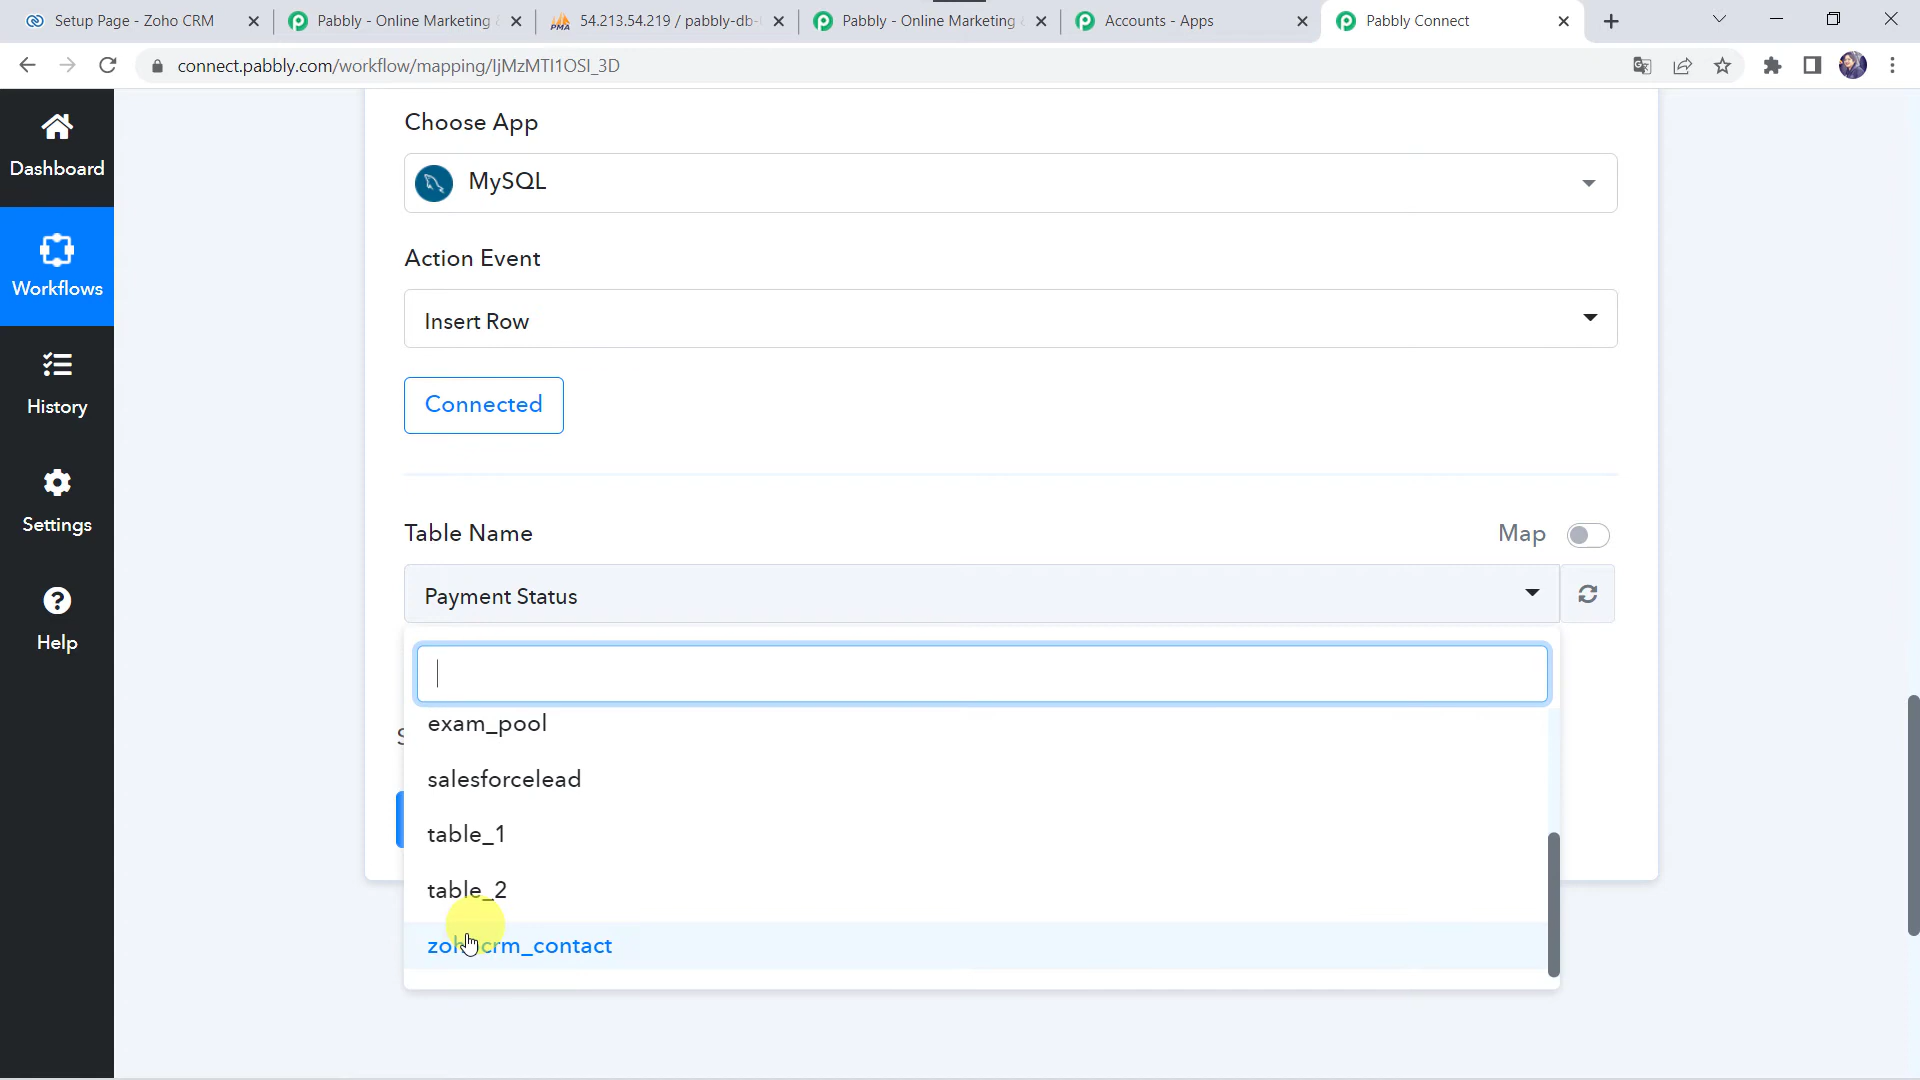 Setup Page - Zoho CRM
Pabbly - Online Marketing
PMA
54.213.54.219 / pabbly-db-
Pabbly - Online Marketing
Accounts - Apps
Pabbly Connect
connect.pabbly.com/workflow/mapping/IjMzMTI1OSI_3D
Dashboard
Workflows
History
Settings
Help
Choose App
MySQL
Action Event
Insert Row
Connected
Table Name
Map
Payment Status
exam_pool
salesforcelead
table_1
table_2